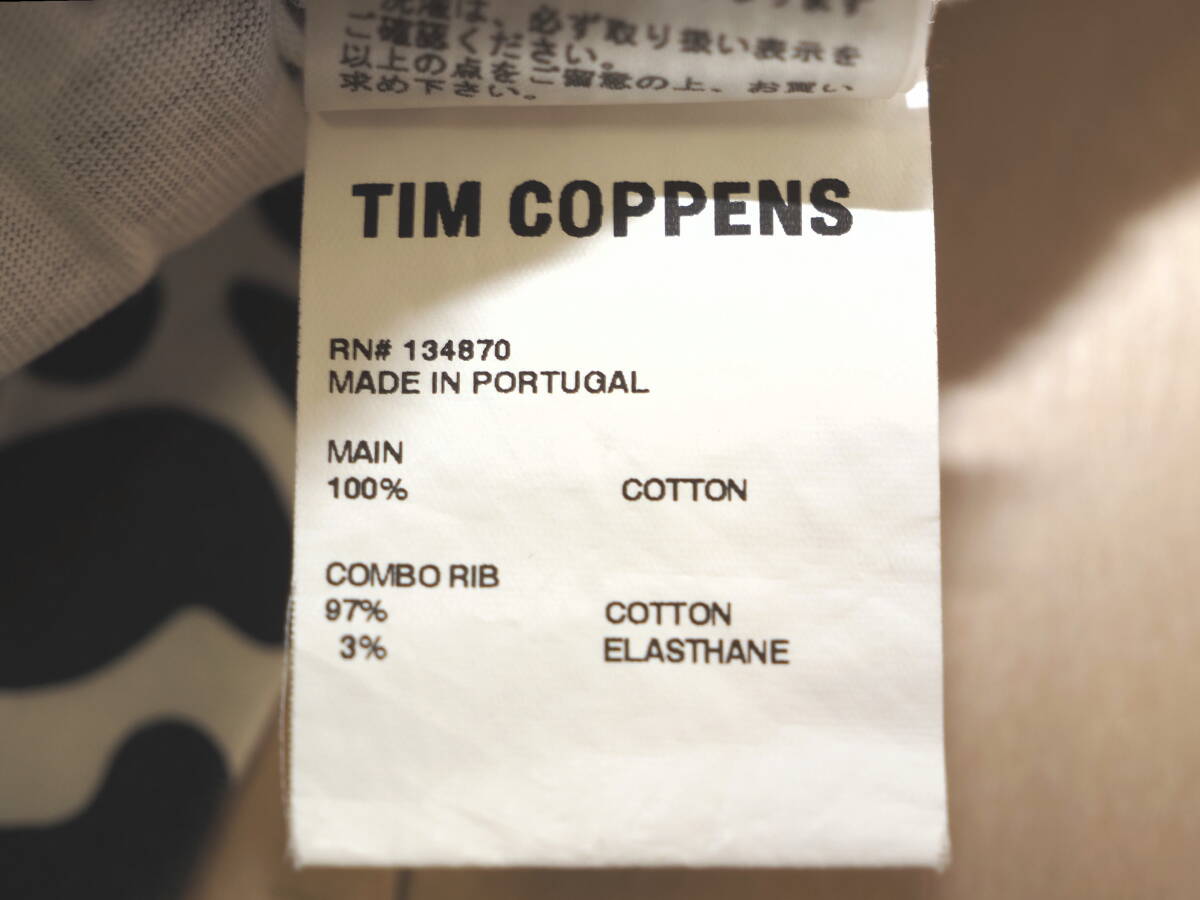 洗濯は、必ず取り扱い表示を
ご確認ください。
以上の点をご留意の上、お買い
求め下さい。
TIM COPPENS
RN# 134870
MADE IN PORTUGAL
MAIN
100% COTTON
COMBO RIB
97% COTTON
3% ELASTHANE